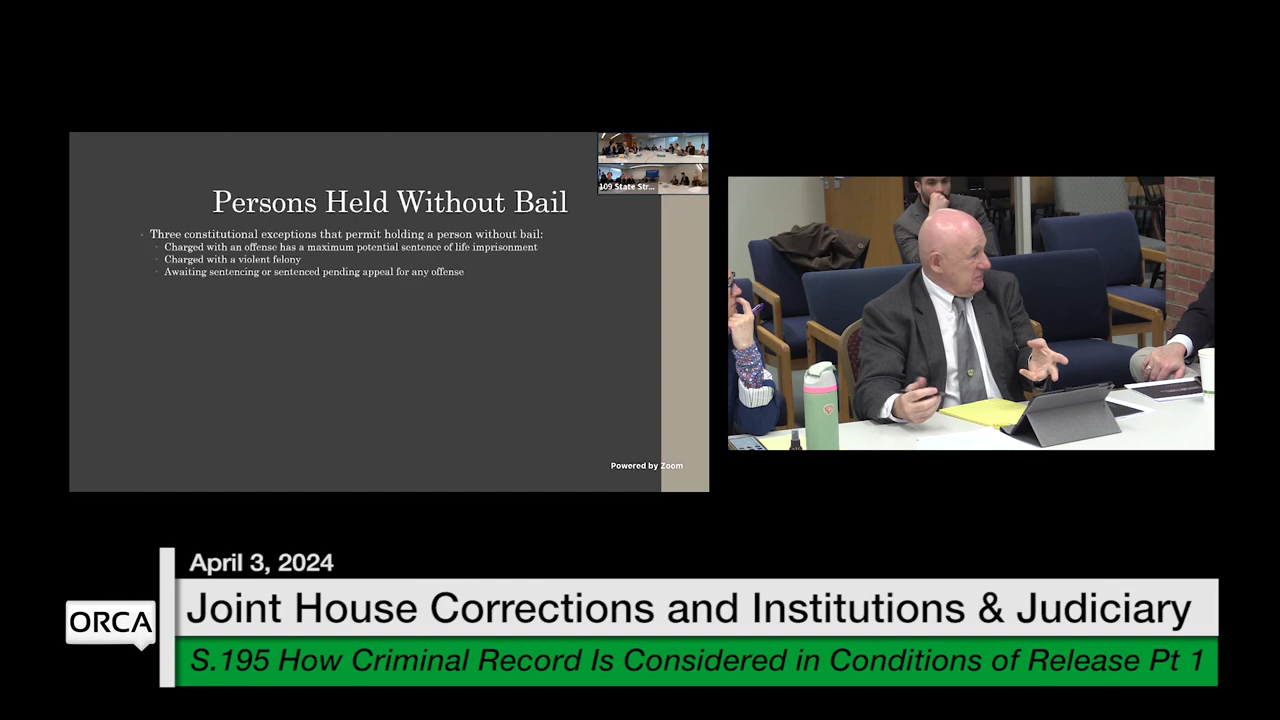 109 State Str...
Persons Held Without Bail
Three constitutional exceptions that permit holding a person without bail:
Charged with an offense has a maximum potential sentence of life imprisonment
Charged with a violent felony
Awaiting sentencing or sentenced pending appeal for any offense
Powered by Zoom
April 3, 2024
ORCA
Joint House Corrections and Institutions & Judiciary
S.195 How Criminal Record Is Considered in Conditions of Release Pt 1